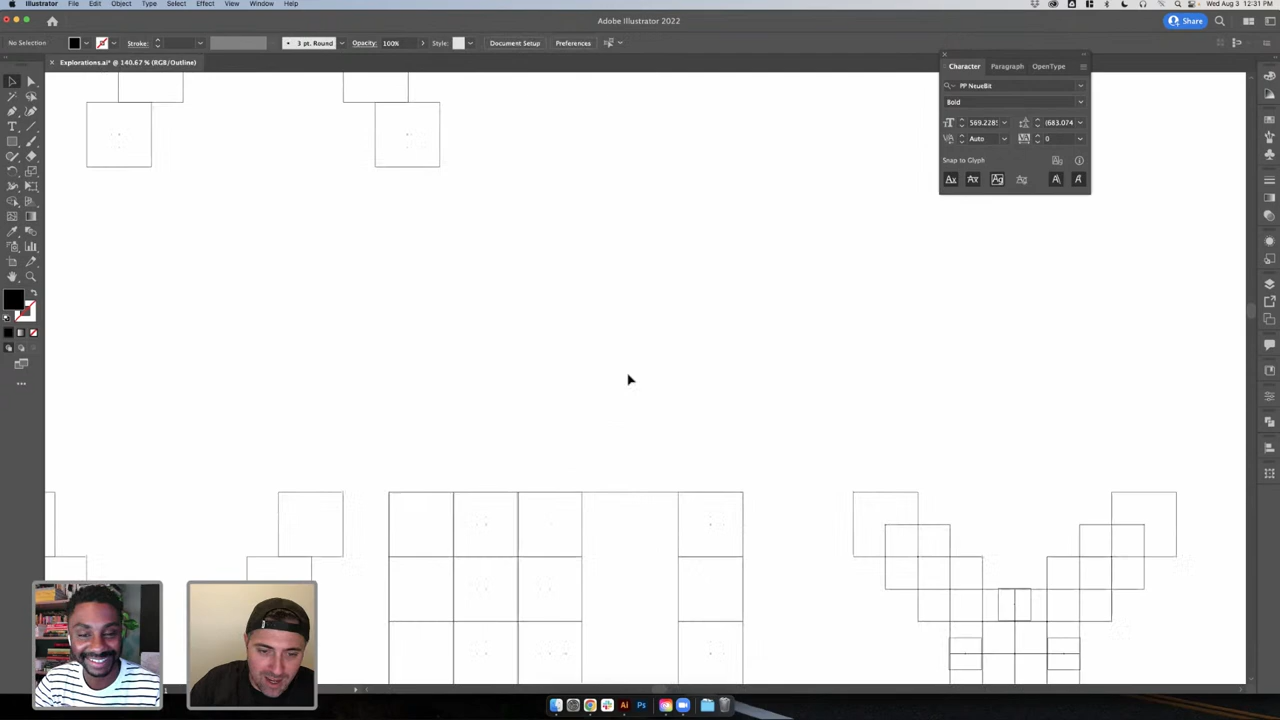 Illustrator File Edit Object Type Select Effect View Window Help
Wed Aug 3 12:31 PM
Adobe Illustrator 2022
Share
No Selection
Stroke:
3 pt. Round
Opacity: 100%
Style:
Document Setup
Preferences
× Explorations.ai* @ 140.67 % (RGB/Outline)
Character Paragraph OpenType
PP NeueBit
Bold
569.228
(683.074
Auto
0
Snap to Glyph